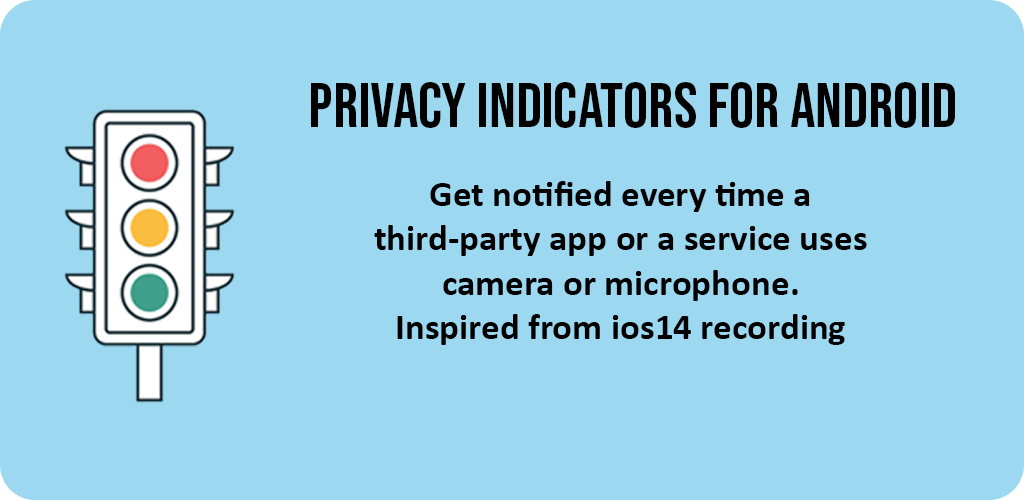 PRIVACY INDICATORS FOR ANDROID
Get notified every time a
third-party app or a service uses
camera or microphone.
Inspired from ios14 recording